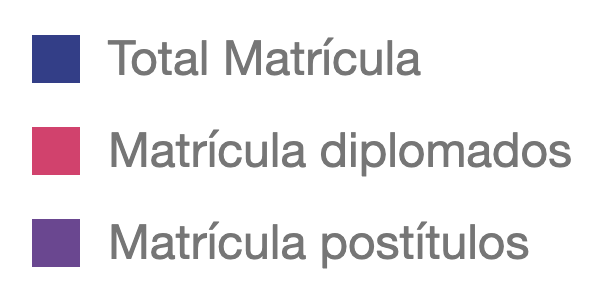 Total Matrícula
Matrícula diplomados
Matrícula postítulos